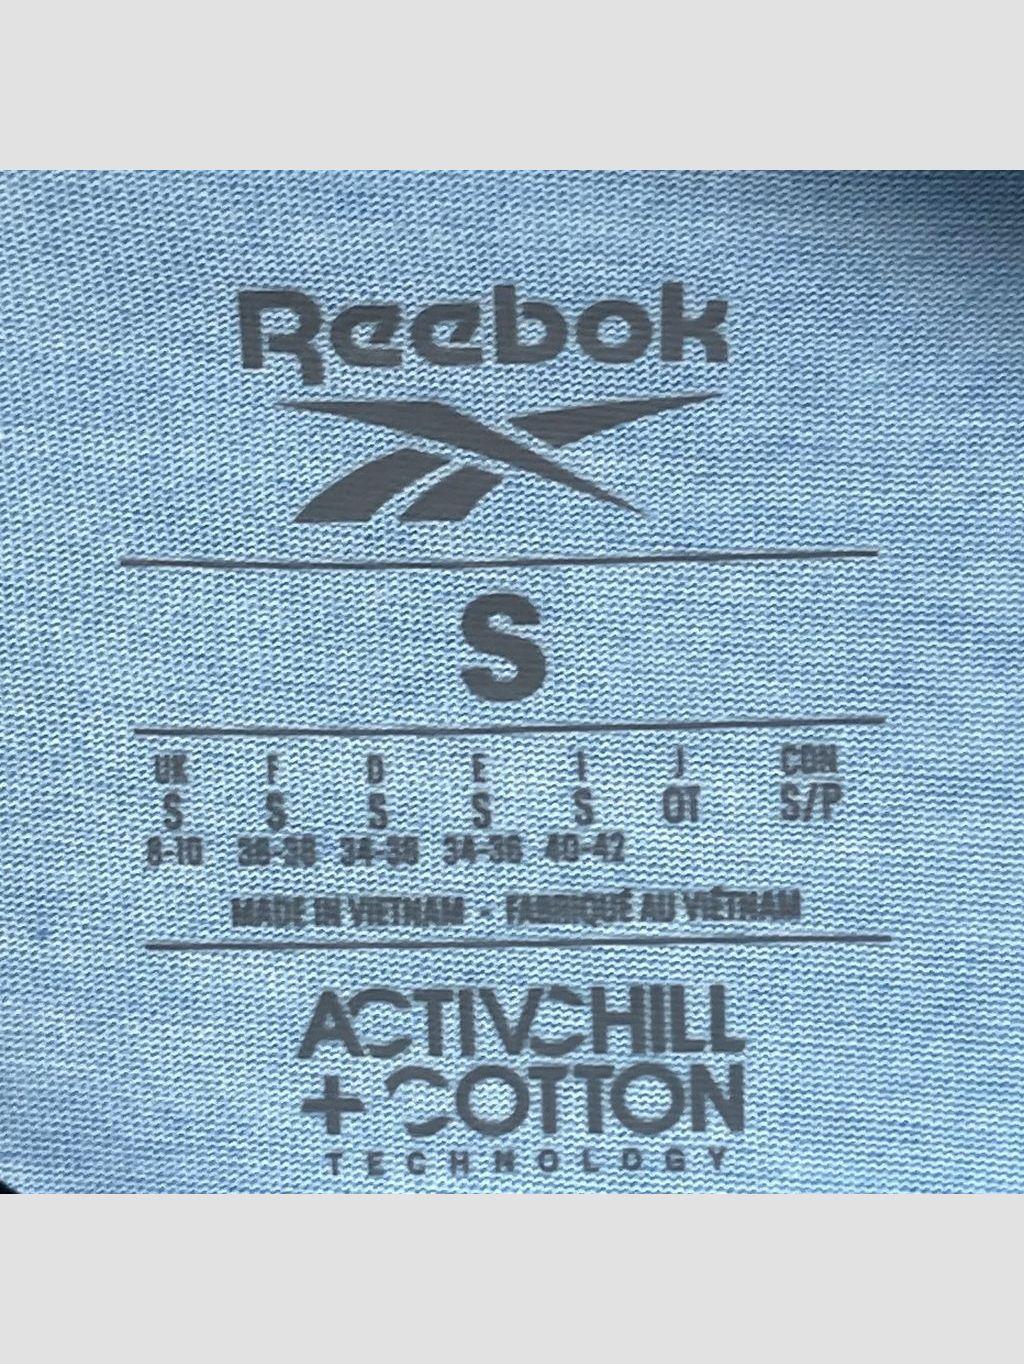 Reebok
S
UK F D E I J CON
S S S S S OT S/P
8-10 36-38 34-36 34-36 40-42
MADE IN VIETNAM - FABRIQUÉ AU VIÊTNAM
ACTIVCHILL
+COTTON
TECHNOLOGY